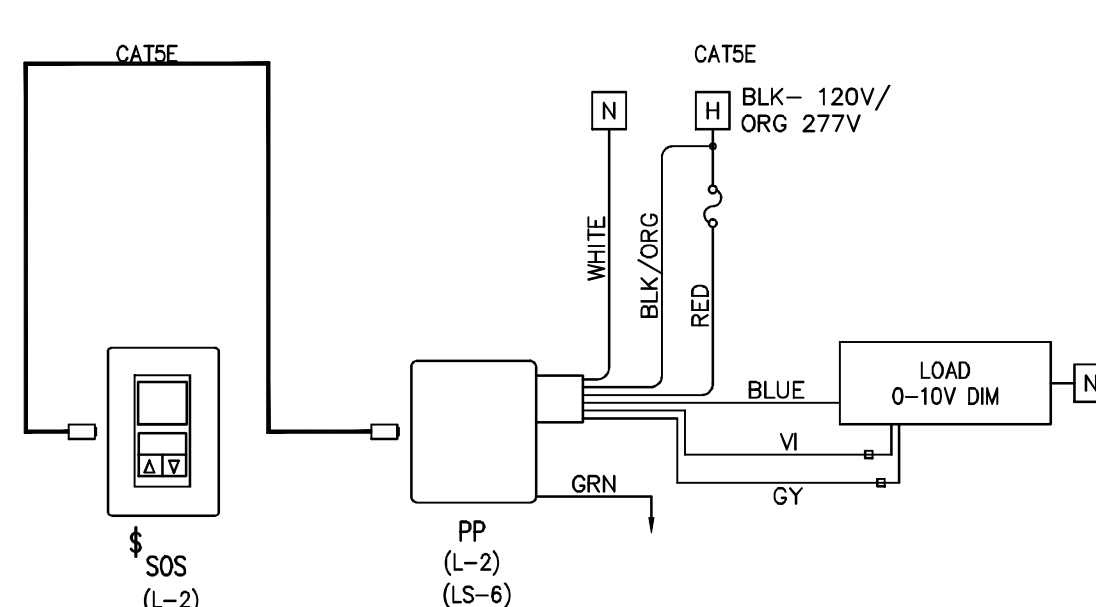 CAT5E
CAT5E
N
H
BLK- 120V/
ORG 277V
WHITE
BLK/ORG
RED
LOAD
0-10V DIM
N
BLUE
VI
GY
GRN
PP
(L-2)
(LS-6)
$
SOS
(L-2)